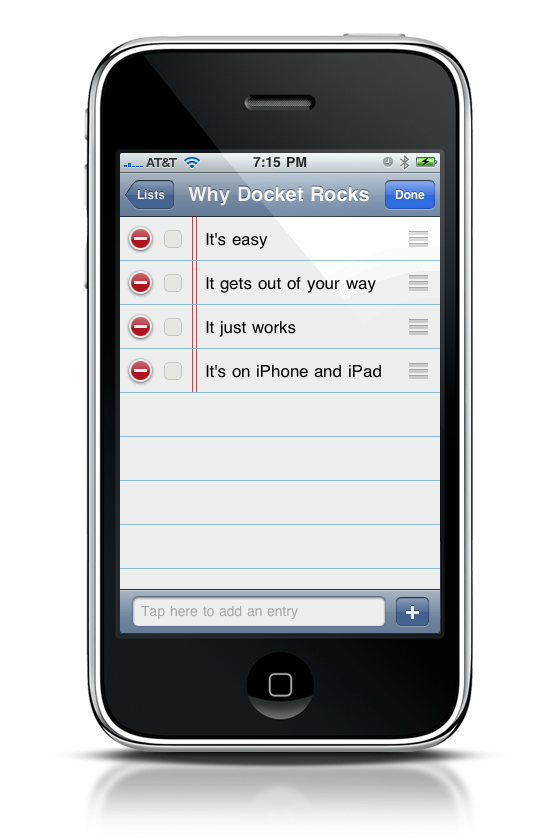 AT&T 7:15 PM
Lists Why Docket Rocks Done
It's easy
It gets out of your way
It just works
It's on iPhone and iPad
Tap here to add an entry